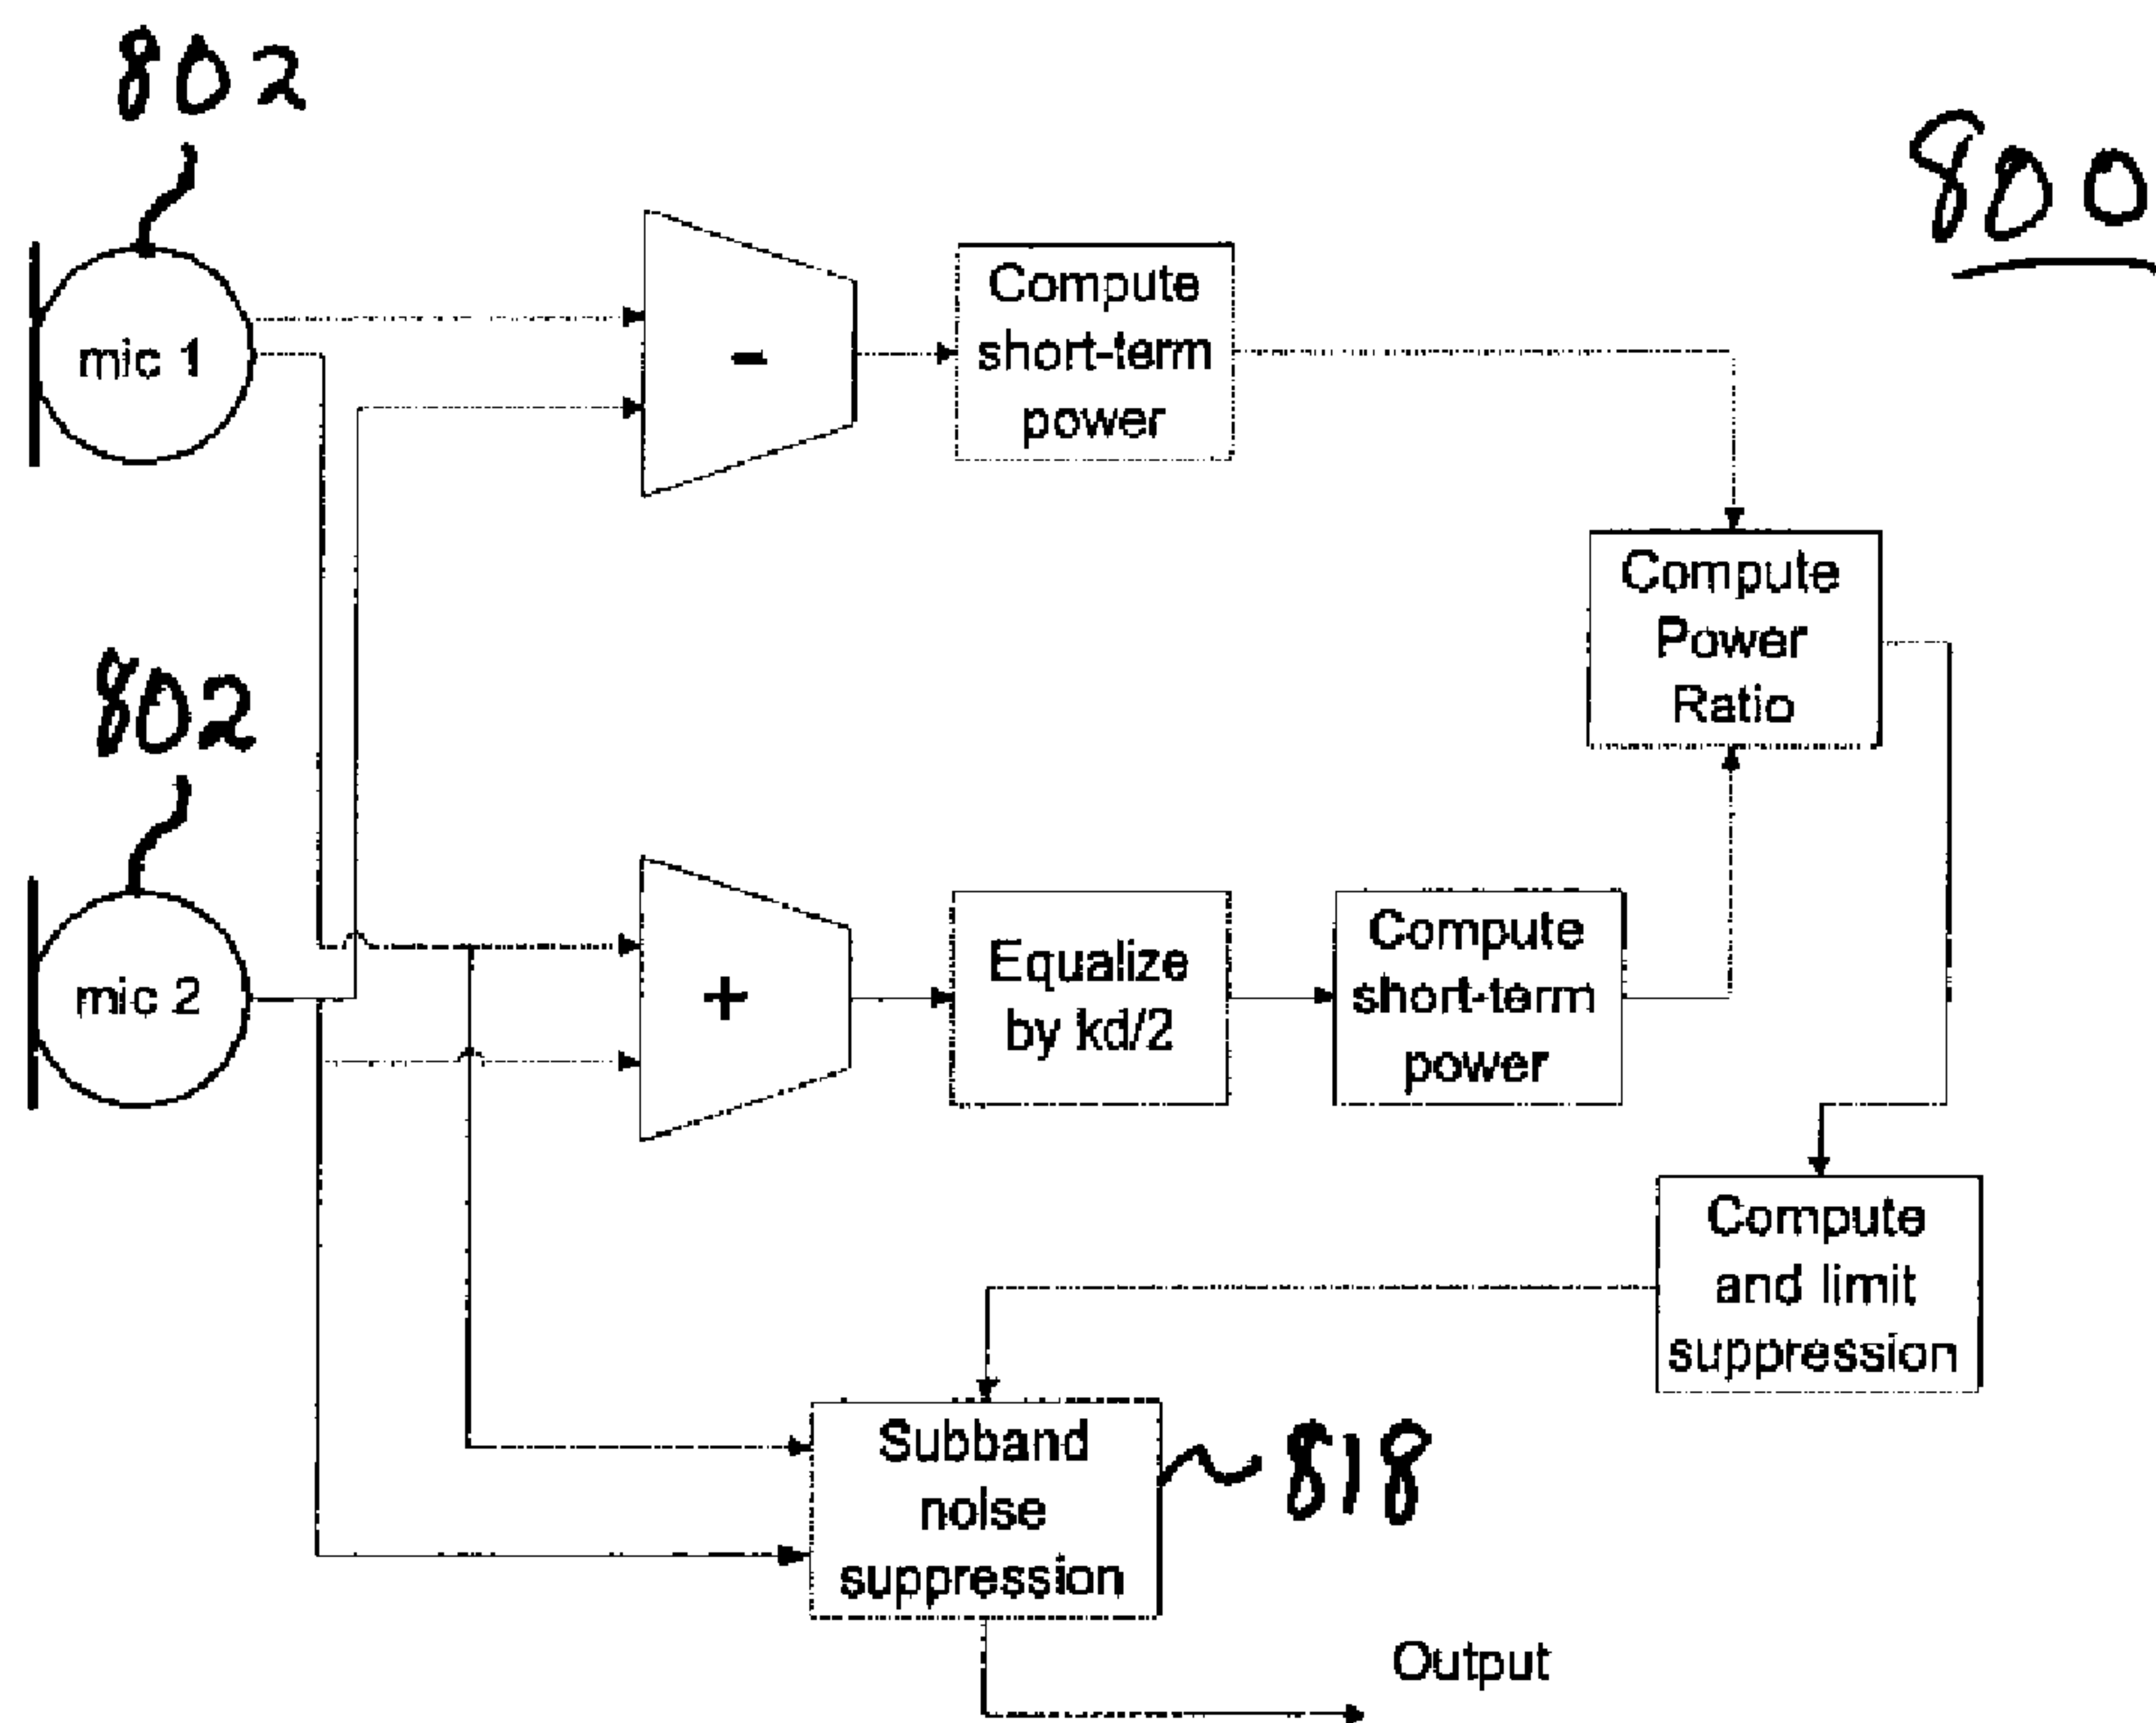 802
800
mic 1
-
Compute
short-term
power
Compute
Power
Ratio
802
mic 2
+
Equalize
by kd/2
Compute
short-term
power
Compute
and limit
suppression
Subband
noise
suppression
818
Output